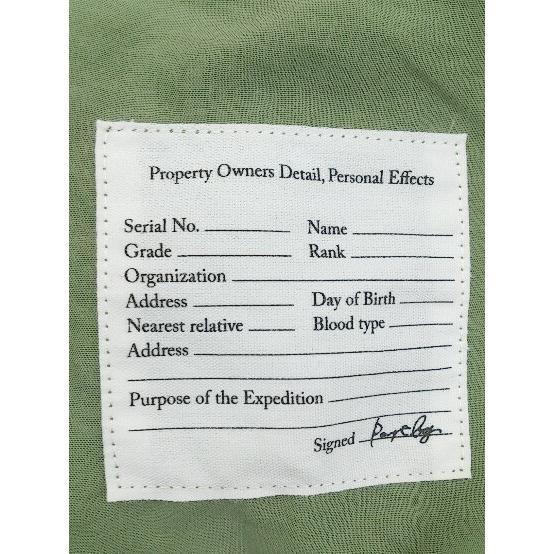 Property Owners Detail, Personal Effects
Serial No. Name
Grade Rank
Organization
Address Day of Birth
Nearest relative Blood type
Address
Purpose of the Expedition
Signed